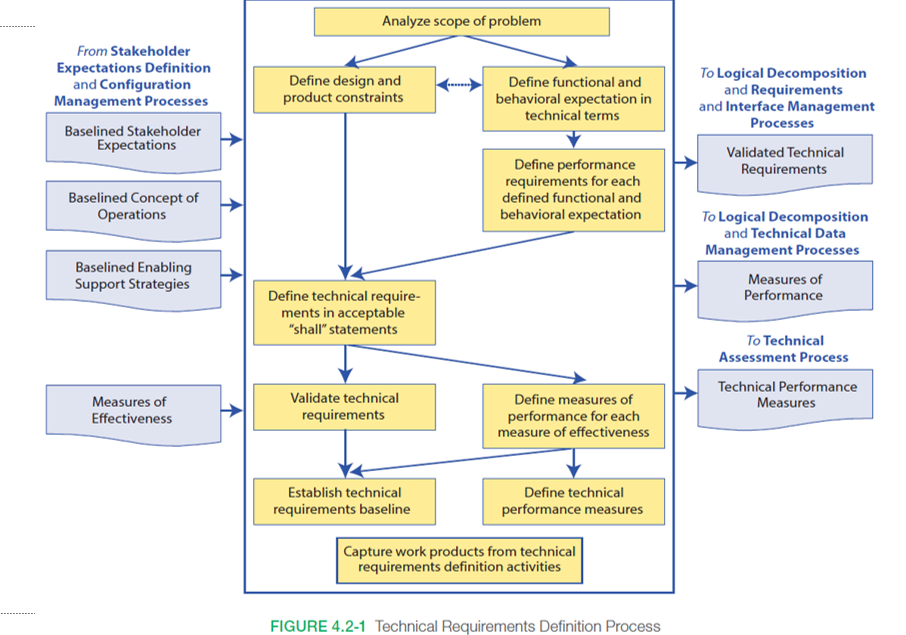 Analyze scope of problem
From Stakeholder
Expectations Definition
and Configuration
Management Processes
Baselined Stakeholder
Expectations
Baselined Concept of
Operations
Baselined Enabling
Support Strategies
Measures of
Effectiveness
Define design and
product constraints
Define functional and
behavioral expectation in
technical terms
Define performance
requirements for each
defined functional and
behavioral expectation
Define technical require-
ments in acceptable
“shall” statements
Validate technical
requirements
Define measures of
performance for each
measure of effectiveness
Establish technical
requirements baseline
Define technical
performance measures
Capture work products from technical
requirements definition activities
To Logical Decomposition
and Requirements
and Interface Management
Processes
Validated Technical
Requirements
To Logical Decomposition
and Technical Data
Management Processes
Measures of
Performance
To Technical
Assessment Process
Technical Performance
Measures
FIGURE 4.2-1 Technical Requirements Definition Process